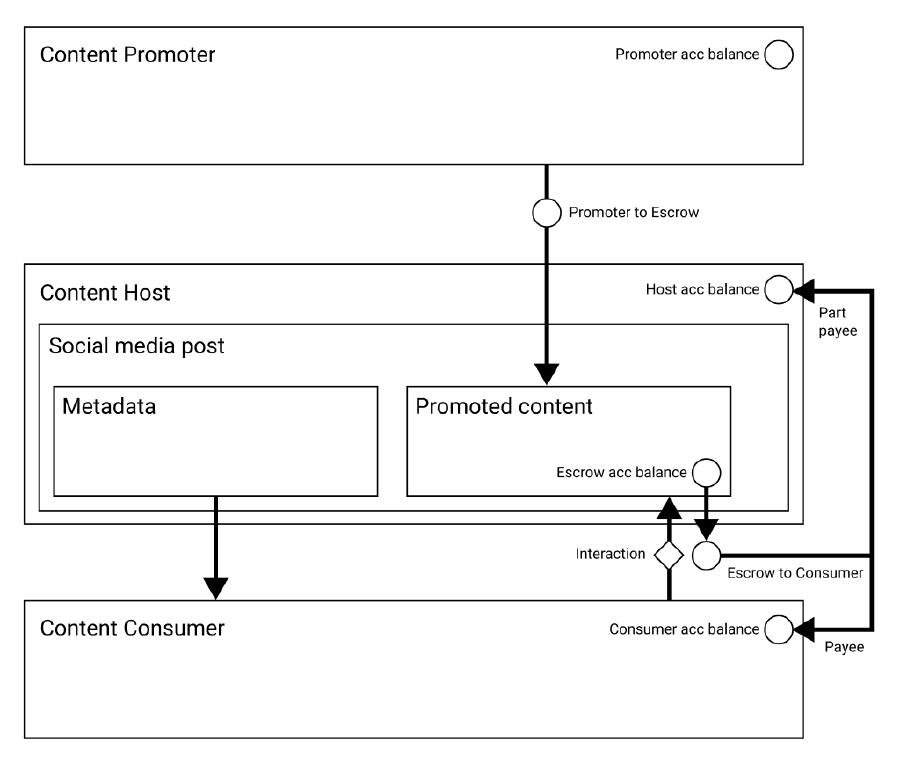 Content Promoter
Promoter acc balance
Promoter to Escrow
Content Host
Host acc balance
Part
payee
Social media post
Metadata
Promoted content
Escrow acc balance
Interaction
Escrow to Consumer
Content Consumer
Consumer acc balance
Payee